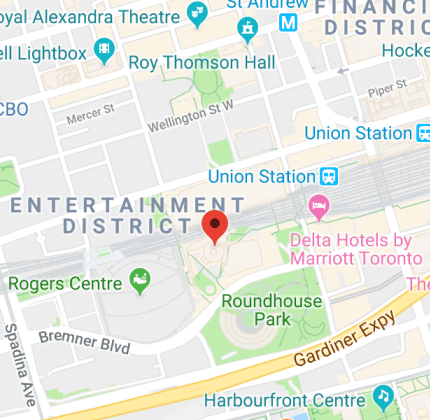 FINANCI
DISTRIC
St Andrew
oyal Alexandra Theatre
ell Lightbox
Roy Thomson Hall
Hocke
Piper St
CBO
Mercer St
Wellington St W
Union Station
Union Station
ENTERTAINMENT
DISTRICT
Delta Hotels by
Marriott Toronto
Rogers Centre
The
Roundhouse
Park
Spadina Ave
Bremner Blvd
Gardiner Expy
Harbourfront Centre